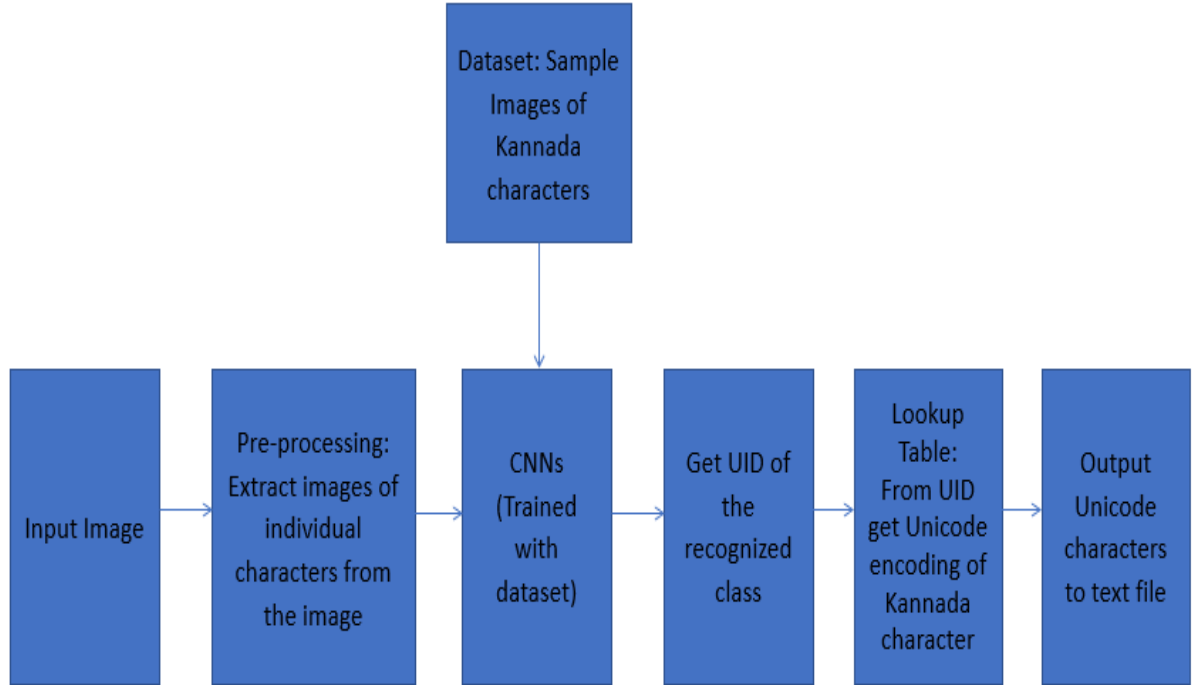 Dataset: Sample
Images of
Kannada
characters
Input Image
Pre-processing:
Extract images of
individual
characters from
the image
CNNs
(Trained
with
dataset)
Get UID of
the
recognized
class
Lookup
Table:
From UID
get Unicode
encoding of
Kannada
character
Output
Unicode
characters
to text file